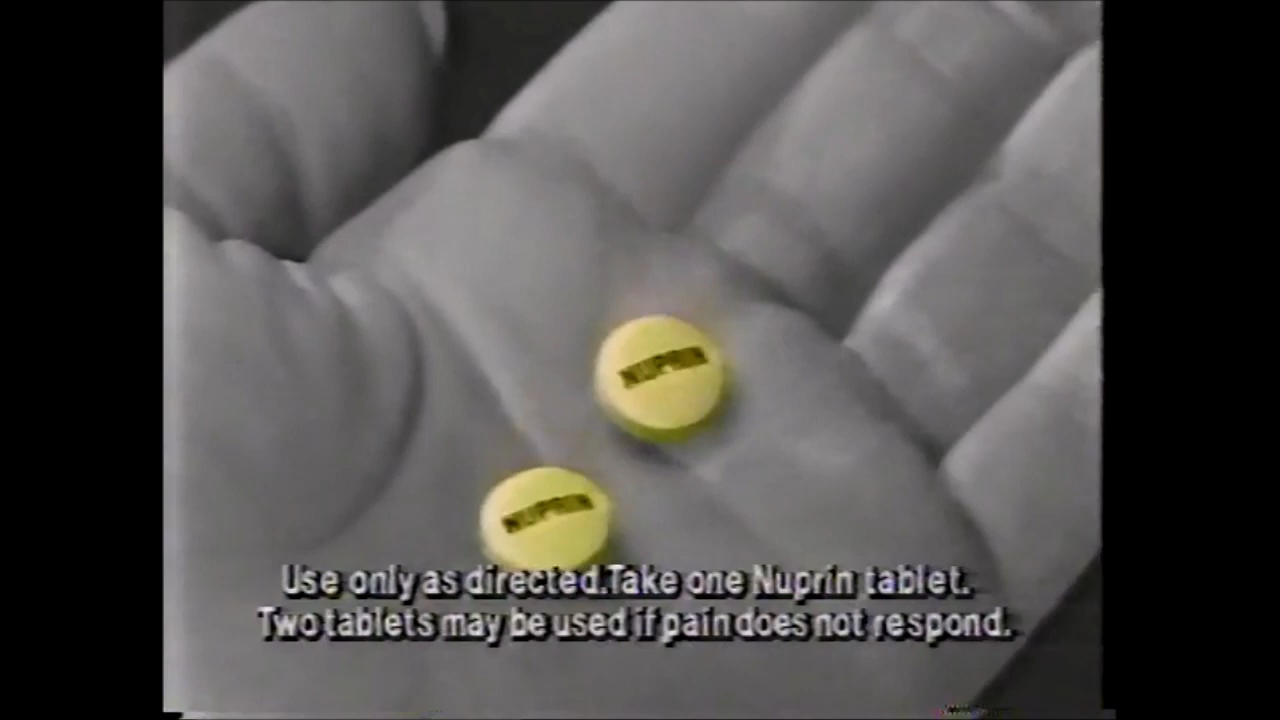 NUPRIN
NUPRIN
Use only as directed.Take one Nuprin tablet.
Two tablets may be used if pain does not respond.